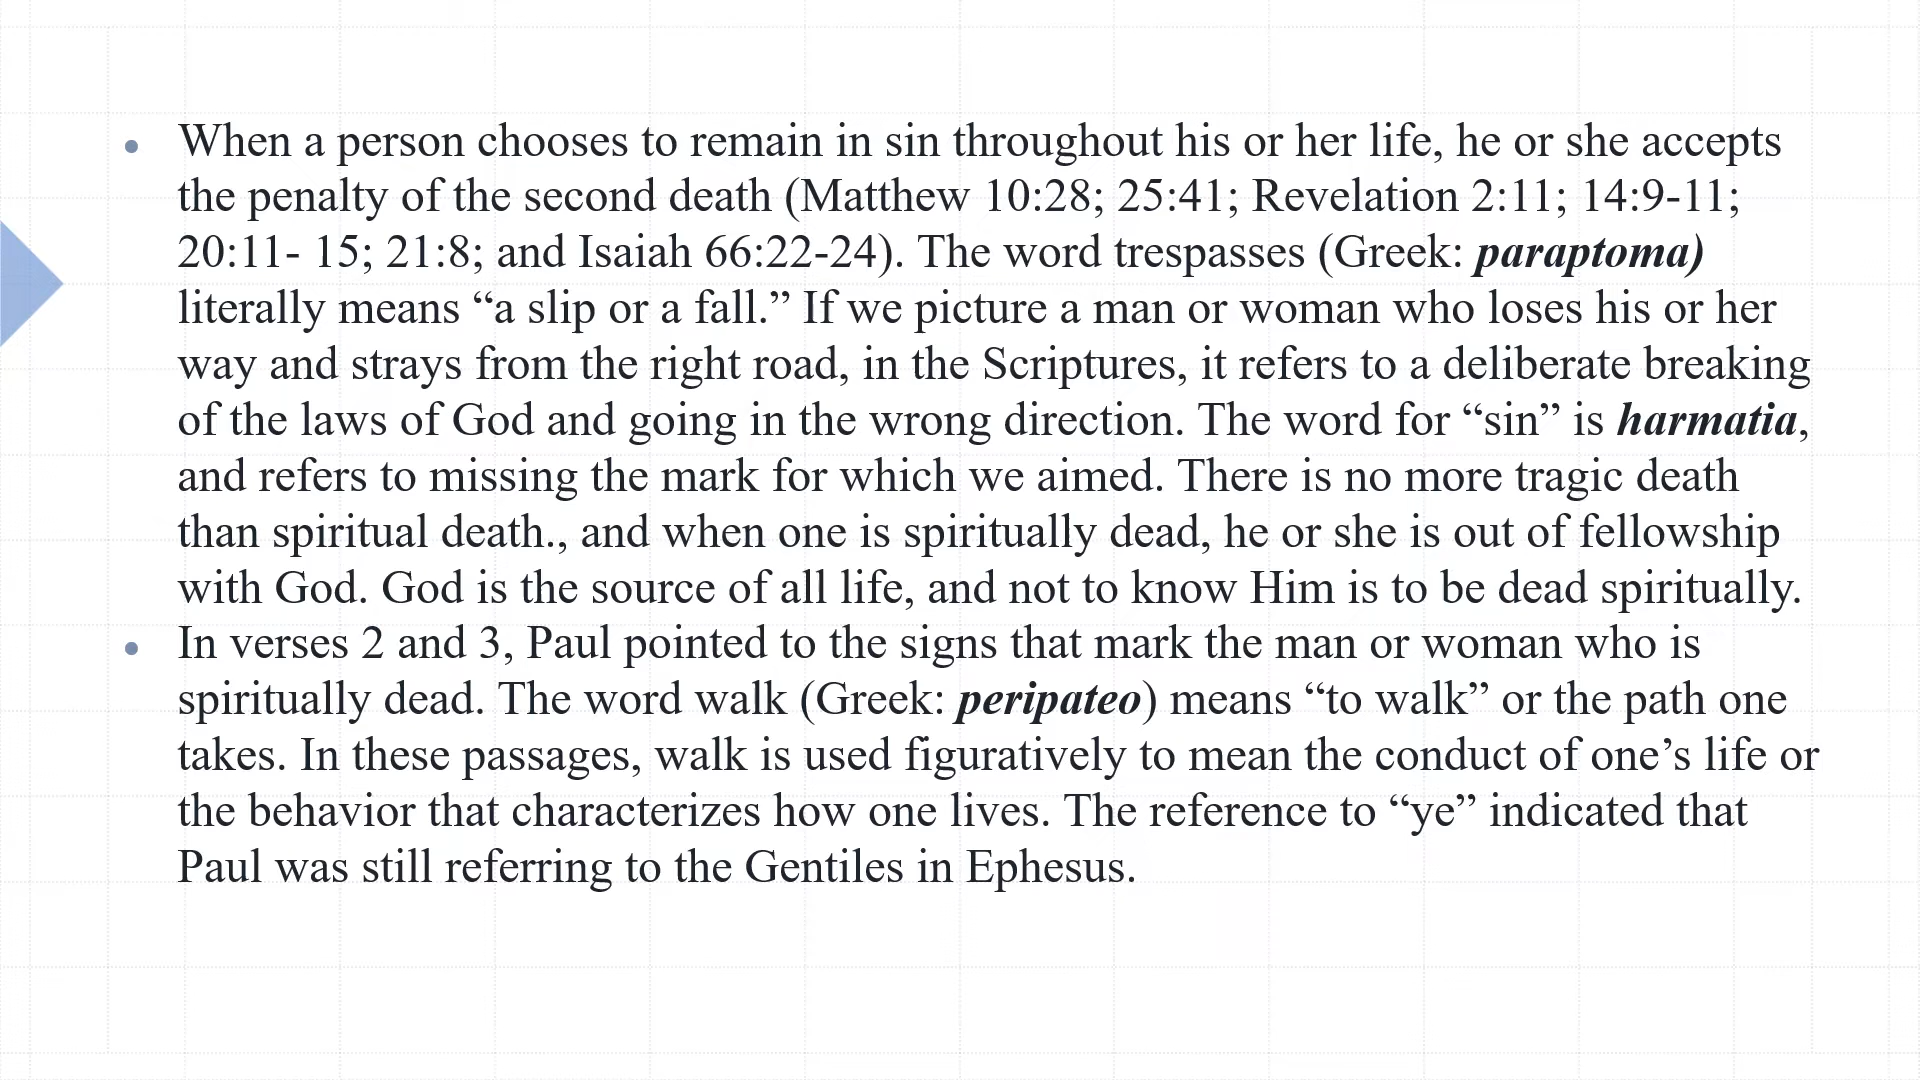 When a person chooses to remain in sin throughout his or her life, he or she accepts
the penalty of the second death (Matthew 10:28; 25:41; Revelation 2:11; 14:9-11;
20:11- 15; 21:8; and Isaiah 66:22-24). The word trespasses (Greek: paraptoma)
literally means “a slip or a fall.” If we picture a man or woman who loses his or her
way and strays from the right road, in the Scriptures, it refers to a deliberate breaking
of the laws of God and going in the wrong direction. The word for “sin” is harmatia,
and refers to missing the mark for which we aimed. There is no more tragic death
than spiritual death., and when one is spiritually dead, he or she is out of fellowship
with God. God is the source of all life, and not to know Him is to be dead spiritually.
In verses 2 and 3, Paul pointed to the signs that mark the man or woman who is
spiritually dead. The word walk (Greek: peripateo) means “to walk” or the path one
takes. In these passages, walk is used figuratively to mean the conduct of one’s life or
the behavior that characterizes how one lives. The reference to “ye” indicated that
Paul was still referring to the Gentiles in Ephesus.